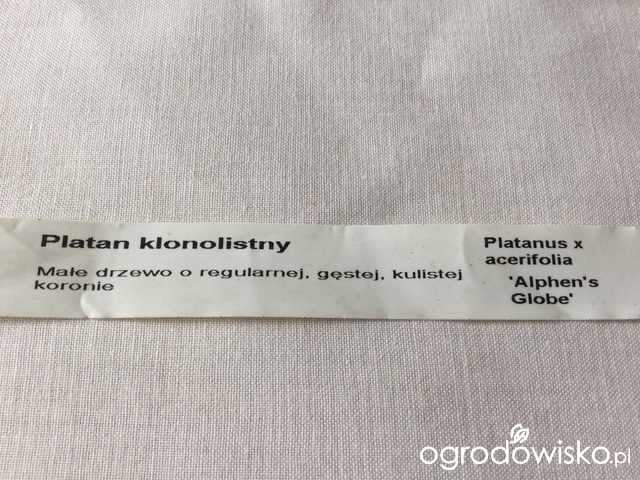 Platan klonolistny
Małe drzewo o regularnej, gęstej, kulistej
koronie
Platanus x
acerifolia
'Alphen's
Globe'
ogrodowisko.pl